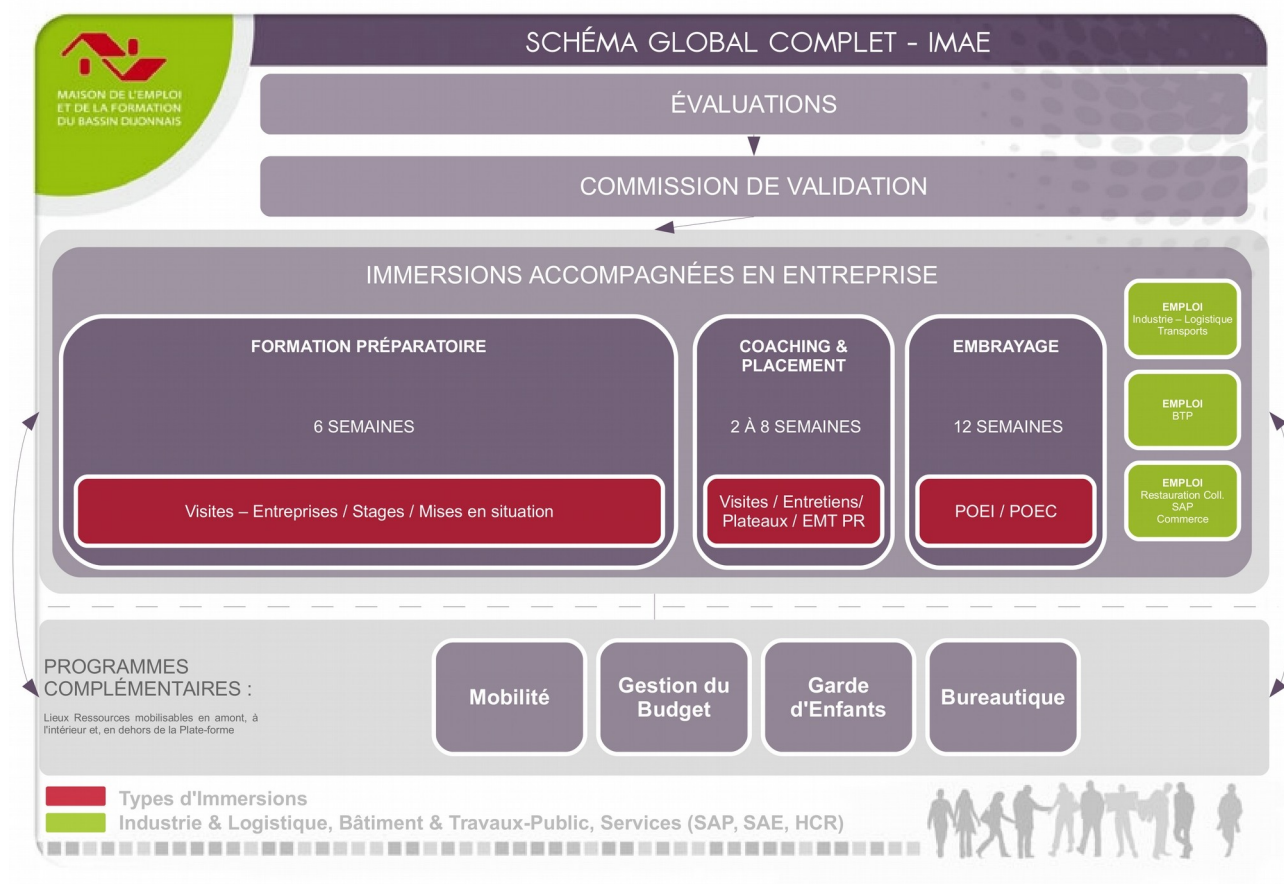 MAISON DE L'EMPLOI
ET DE LA FORMATION
DU BASSIN DIJONNAIS
SCHÉMA GLOBAL COMPLET - IMAE
ÉVALUATIONS
COMMISSION DE VALIDATION
IMMERSIONS ACCOMPAGNÉES EN ENTREPRISE
FORMATION PRÉPARATOIRE
6 SEMAINES
Visites – Entreprises / Stages / Mises en situation
COACHING &
PLACEMENT
2 À 8 SEMAINES
Visites / Entretiens/
Plateaux / EMT PR
EMBRAYAGE
12 SEMAINES
POEI / POEC
EMPLOI
Industrie – Logistique
Transports
EMPLOI
BTP
EMPLOI
Restauration Coll.
SAP
Commerce
PROGRAMMES
COMPLÉMENTAIRES :
Lieux Ressources mobilisables en amont, à
l'intérieur et, en dehors de la Plate-forme
Mobilité
Gestion du
Budget
Garde
d'Enfants
Bureautique
Types d'Immersions
Industrie & Logistique, Bâtiment & Travaux-Public, Services (SAP, SAE, HCR)